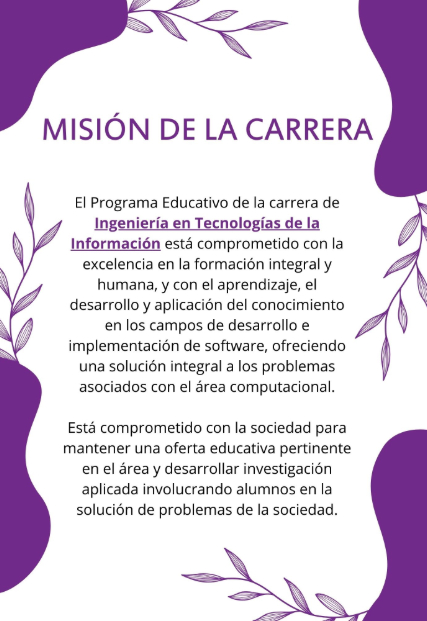 MISIÓN DE LA CARRERA
El Programa Educativo de la carrera de
Ingeniería en Tecnologías de la
Información está comprometido con la
excelencia en la formación integral y
humana, y con el aprendizaje, el
desarrollo y aplicación del conocimiento
en los campos de desarrollo e
implementación de software, ofreciendo
una solución integral a los problemas
asociados con el área computacional.
Está comprometido con la sociedad para
mantener una oferta educativa pertinente
en el área y desarrollar investigación
aplicada involucrando alumnos en la
solución de problemas de la sociedad.